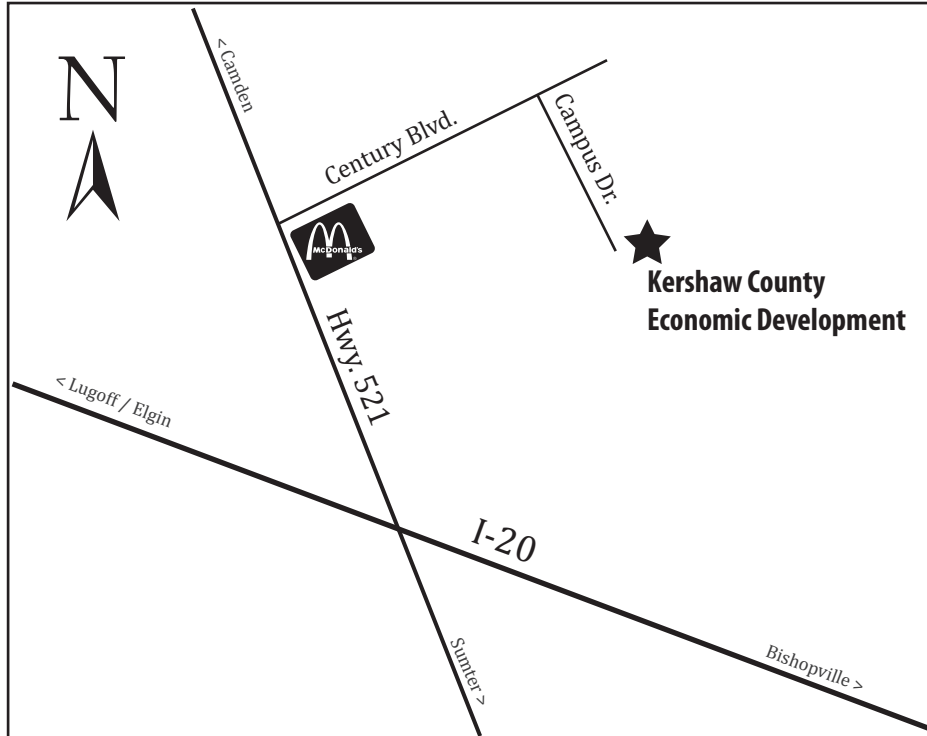 N
< Camden
Century Blvd.
Campus Dr.
McDonald's
Kershaw County
Economic Development
Hwy. 521
< Lugoff / Elgin
I-20
Sumter >
Bishopville >